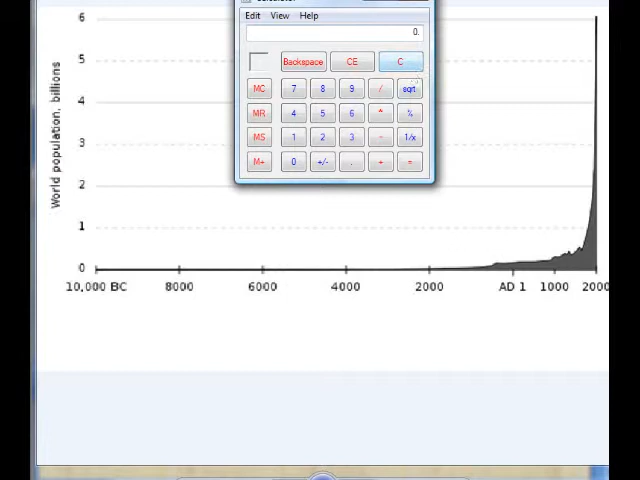 Edit View Help
0.
Backspace CE C
MC 7 8 9 / sqrt
MR 4 5 6 * %
MS 1 2 3 - 1/x
M+ 0 +/- . + =
World population, billions
6
5
4
3
2
1
0
10,000 BC 8000 6000 4000 2000 AD 1 1000 2000